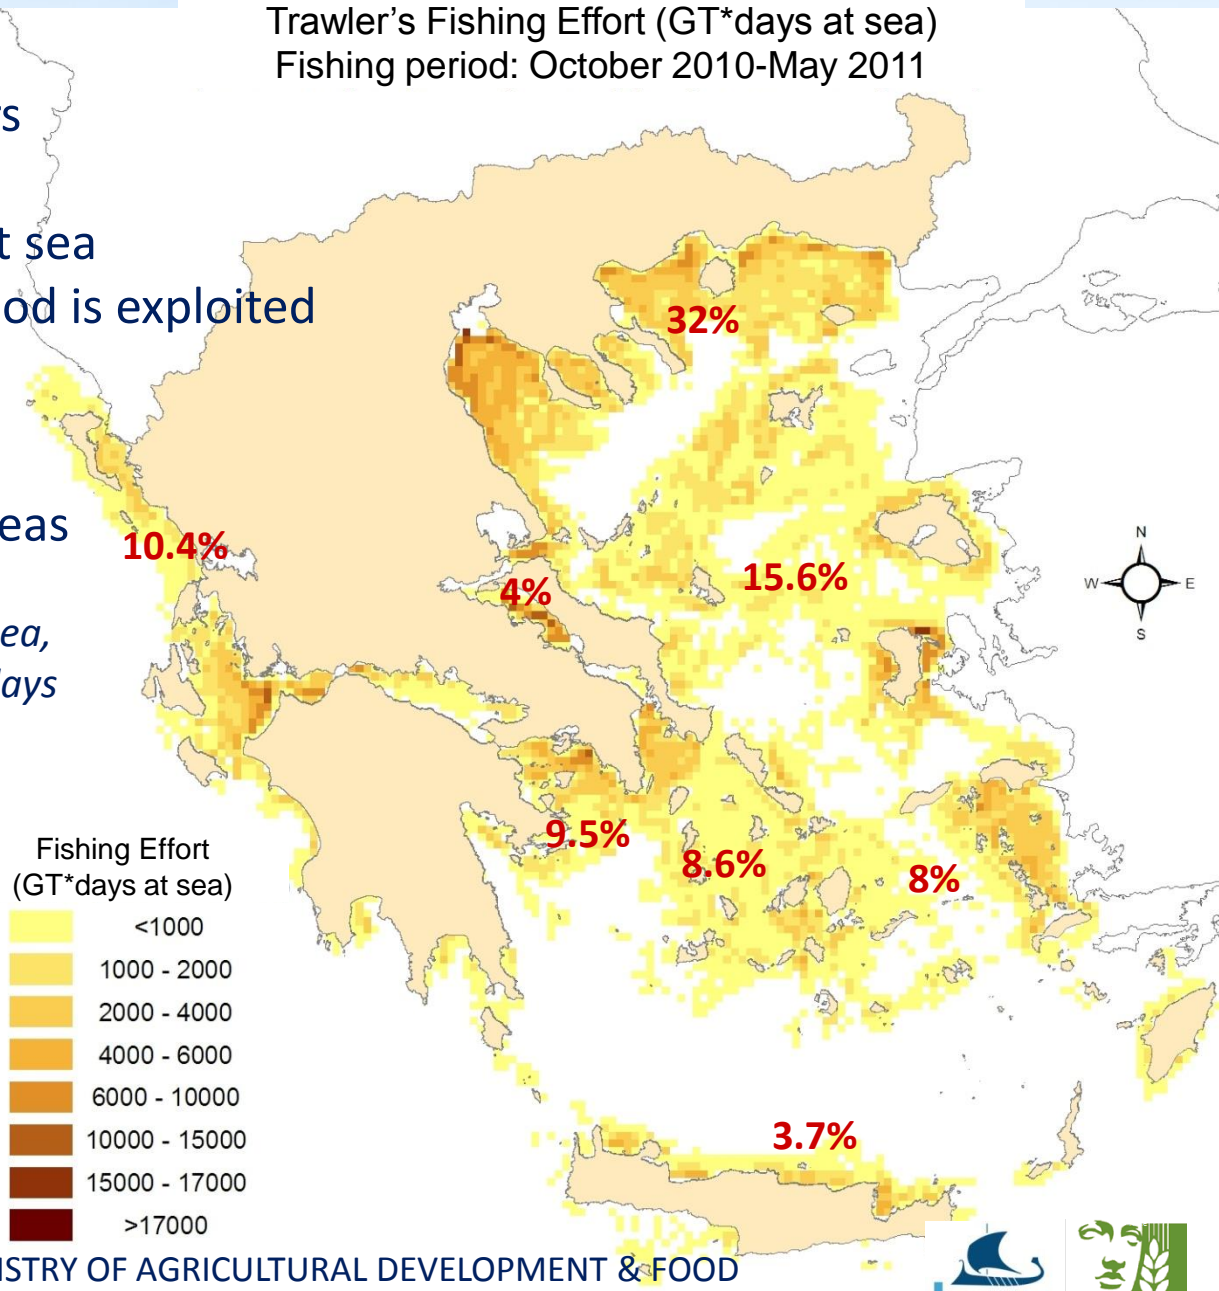 Trawler's Fishing Effort (GT*days at sea)
Fishing period: October 2010-May 2011
rs
t sea
od is exploited
eas
ea,
lays
32%
10.4%
4%
15.6%
9.5%
8.6%
8%
3.7%
N
W E
S
Fishing Effort
(GT*days at sea)
<1000
1000 - 2000
2000 - 4000
4000 - 6000
6000 - 10000
10000 - 15000
15000 - 17000
>17000
ISTRY OF AGRICULTURAL DEVELOPMENT & FOOD